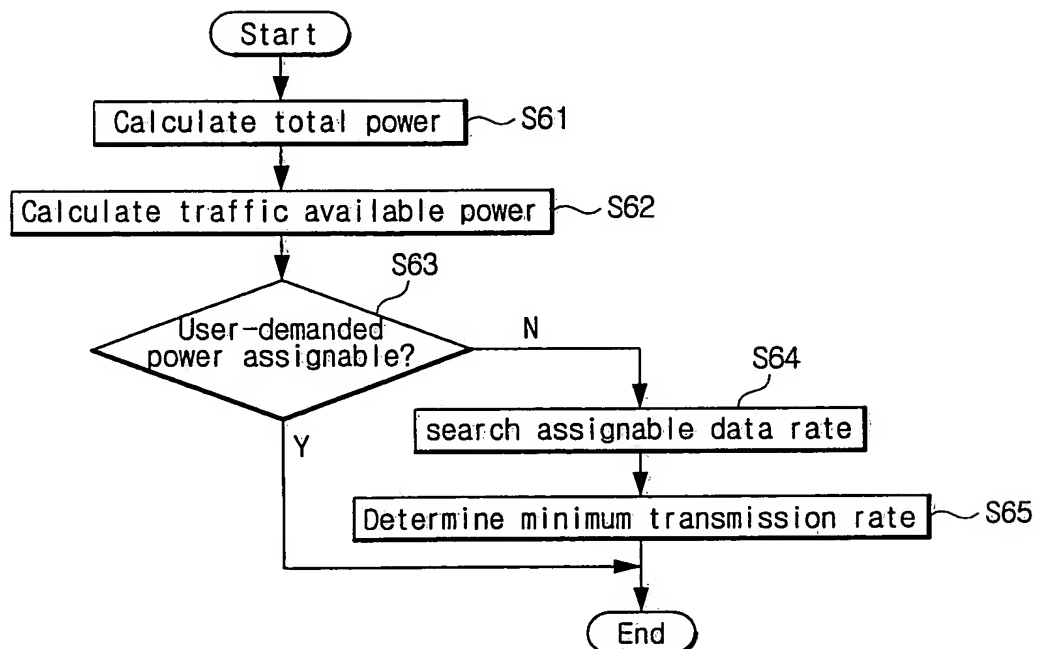 Start
Calculate total power
S61
Calculate traffic available power
S62
S63
User-demanded
power assignable?
N
Y
S64
search assignable data rate
Determine minimum transmission rate
S65
End